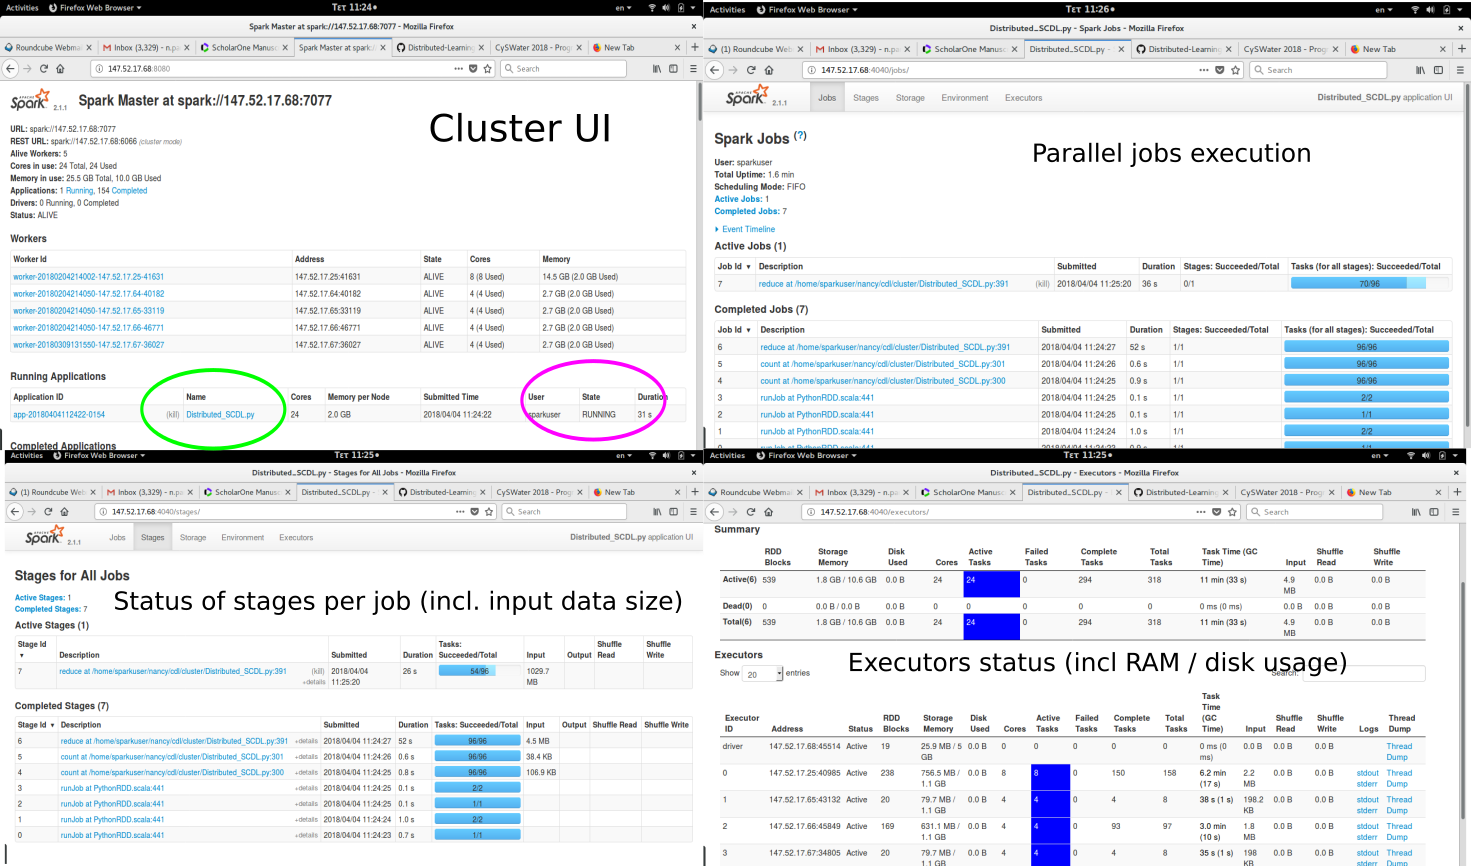 Activities Firefox Web Browser ▾ Τετ 11:24 en ▾
Spark Master at spark://147.52.17.68:7077 - Mozilla Firefox ×
Roundcube Webma × Inbox (3,329) - n.pa × ScholarOne Manusc × Spark Master at spark: × Distributed-Learning × CySWater 2018 - Prog × New Tab × +
147.52.17.68:8080 Search
APACHE Spark 2.1.1 Spark Master at spark://147.52.17.68:7077
Cluster UI
URL: spark://147.52.17.68:7077
REST URL: spark://147.52.17.68:6066 (cluster mode)
Alive Workers: 5
Cores in use: 24 Total, 24 Used
Memory in use: 25.5 GB Total, 10.0 GB Used
Applications: 1 Running, 154 Completed
Drivers: 0 Running, 0 Completed
Status: ALIVE
Workers
Worker Id Address State Cores Memory
worker-20180204214002-147.52.17.25-41631 147.52.17.25:41631 ALIVE 8 (8 Used) 14.5 GB (2.0 GB Used)
worker-20180204214050-147.52.17.64-40182 147.52.17.64:40182 ALIVE 4 (4 Used) 2.7 GB (2.0 GB Used)
worker-20180204214050-147.52.17.65-33119 147.52.17.65:33119 ALIVE 4 (4 Used) 2.7 GB (2.0 GB Used)
worker-20180204214050-147.52.17.66-46771 147.52.17.66:46771 ALIVE 4 (4 Used) 2.7 GB (2.0 GB Used)
worker-20180309131550-147.52.17.67-36027 147.52.17.67:36027 ALIVE 4 (4 Used) 2.7 GB (2.0 GB Used)
Running Applications
Application ID Name Cores Memory per Node Submitted Time User State Duration
app-20180404112422-0154 (kill) Distributed_SCDL.py 24 2.0 GB 2018/04/04 11:24:22 sparkuser RUNNING 31 s
Completed Applications
Activities Firefox Web Browser ▾ Τετ 11:26 en ▾
Distributed_SCDL.py - Spark Jobs - Mozilla Firefox ×
(1) Roundcube Web × Inbox (3,329) - n.pa × ScholarOne Manusc × Distributed_SCDL.py - × Distributed-Learning × CySWater 2018 - Prog × New Tab × +
147.52.17.68:4040/jobs/ Search
APACHE Spark 2.1.1 Jobs Stages Storage Environment Executors Distributed_SCDL.py application UI
Spark Jobs (?)
Parallel jobs execution
User: sparkuser
Total Uptime: 1.6 min
Scheduling Mode: FIFO
Active Jobs: 1
Completed Jobs: 7
Event Timeline
Active Jobs (1)
Job Id ▾ Description Submitted Duration Stages: Succeeded/Total Tasks (for all stages): Succeeded/Total
7 reduce at /home/sparkuser/nancy/cdl/cluster/Distributed_SCDL.py:391 (kill) 2018/04/04 11:25:20 36 s 0/1 70/96
Completed Jobs (7)
Job Id ▾ Description Submitted Duration Stages: Succeeded/Total Tasks (for all stages): Succeeded/Total
6 reduce at /home/sparkuser/nancy/cdl/cluster/Distributed_SCDL.py:391 2018/04/04 11:24:27 52 s 1/1 96/96
5 count at /home/sparkuser/nancy/cdl/cluster/Distributed_SCDL.py:301 2018/04/04 11:24:26 0.6 s 1/1 96/96
4 count at /home/sparkuser/nancy/cdl/cluster/Distributed_SCDL.py:300 2018/04/04 11:24:25 0.9 s 1/1 96/96
3 runJob at PythonRDD.scala:441 2018/04/04 11:24:25 0.1 s 1/1 2/2
2 runJob at PythonRDD.scala:441 2018/04/04 11:24:25 0.1 s 1/1 1/1
1 runJob at PythonRDD.scala:441 2018/04/04 11:24:24 1.0 s 1/1 2/2
0 runJob at PythonRDD.scala:441 2018/04/04 11:24:23 1/1 1/1
Activities Firefox Web Browser ▾ Τετ 11:25 en ▾
Distributed_SCDL.py - Stages for All Jobs - Mozilla Firefox ×
(1) Roundcube Web × Inbox (3,329) - n.pa × ScholarOne Manusc × Distributed_SCDL.py - × Distributed-Learning × CySWater 2018 - Prog × New Tab × +
147.52.17.68:4040/stages/ Search
APACHE Spark 2.1.1 Jobs Stages Storage Environment Executors Distributed_SCDL.py application UI
Stages for All Jobs
Status of stages per job (incl. input data size)
Active Stages: 1
Completed Stages: 7
Active Stages (1)
Stage Id ▾ Description Submitted Duration Tasks: Succeeded/Total Input Output Shuffle Read Shuffle Write
7 reduce at /home/sparkuser/nancy/cdl/cluster/Distributed_SCDL.py:391 (kill) +details 2018/04/04 11:25:20 26 s 54/96 1029.7 MB
Completed Stages (7)
Stage Id ▾ Description Submitted Duration Tasks: Succeeded/Total Input Output Shuffle Read Shuffle Write
6 reduce at /home/sparkuser/nancy/cdl/cluster/Distributed_SCDL.py:391 +details 2018/04/04 11:24:27 52 s 96/96 4.5 MB
5 count at /home/sparkuser/nancy/cdl/cluster/Distributed_SCDL.py:301 +details 2018/04/04 11:24:26 0.6 s 96/96 38.4 KB
4 count at /home/sparkuser/nancy/cdl/cluster/Distributed_SCDL.py:300 +details 2018/04/04 11:24:25 0.8 s 96/96 106.9 KB
3 runJob at PythonRDD.scala:441 +details 2018/04/04 11:24:25 0.1 s 2/2
2 runJob at PythonRDD.scala:441 +details 2018/04/04 11:24:25 0.1 s 1/1
1 runJob at PythonRDD.scala:441 +details 2018/04/04 11:24:24 1.0 s 2/2
0 runJob at PythonRDD.scala:441 +details 2018/04/04 11:24:23 0.7 s 1/1
Activities Firefox Web Browser ▾ Τετ 11:25 en ▾
Distributed_SCDL.py - Executors - Mozilla Firefox ×
Roundcube Webma × Inbox (3,329) - n.pa × ScholarOne Manusc × Distributed_SCDL.py - × Distributed-Learning × CySWater 2018 - Prog × New Tab × +
147.52.17.68:4040/executors/ Search
Summary
RDD Blocks Storage Memory Disk Used Cores Active Tasks Failed Tasks Complete Tasks Total Tasks Task Time (GC Time) Input Shuffle Read Shuffle Write
Active(6) 539 1.8 GB / 10.6 GB 0.0 B 24 24 0 294 318 11 min (33 s) 4.9 MB 0.0 B 0.0 B
Dead(0) 0 0.0 B / 0.0 B 0.0 B 0 0 0 0 0 0 ms (0 ms) 0.0 B 0.0 B 0.0 B
Total(6) 539 1.8 GB / 10.6 GB 0.0 B 24 24 0 294 318 11 min (33 s) 4.9 MB 0.0 B 0.0 B
Executors
Executors status (incl RAM / disk usage)
Show 20 entries Search:
Executor ID Address Status RDD Blocks Storage Memory Disk Used Cores Active Tasks Failed Tasks Complete Tasks Total Tasks Task Time (GC Time) Input Shuffle Read Shuffle Write Logs Thread Dump
driver 147.52.17.68:45514 Active 19 25.9 MB / 5 GB 0.0 B 0 0 0 0 0 0 ms (0 ms) 0.0 B 0.0 B 0.0 B Thread Dump
0 147.52.17.25:40985 Active 238 756.5 MB / 1.1 GB 0.0 B 8 8 0 150 158 6.2 min (17 s) 2.2 MB 0.0 B 0.0 B stdout stderr Thread Dump
1 147.52.17.65:43132 Active 20 79.7 MB / 1.1 GB 0.0 B 4 4 0 4 8 38 s (1 s) 198.2 KB 0.0 B 0.0 B stdout stderr Thread Dump
2 147.52.17.66:45849 Active 169 631.1 MB / 1.1 GB 0.0 B 4 4 0 93 97 3.0 min (10 s) 1.8 MB 0.0 B 0.0 B stdout stderr Thread Dump
3 147.52.17.67:34805 Active 20 79.7 MB / 1.1 GB 0.0 B 4 4 0 4 8 35 s (1 s) 198 KB 0.0 B 0.0 B stdout stderr Thread Dump